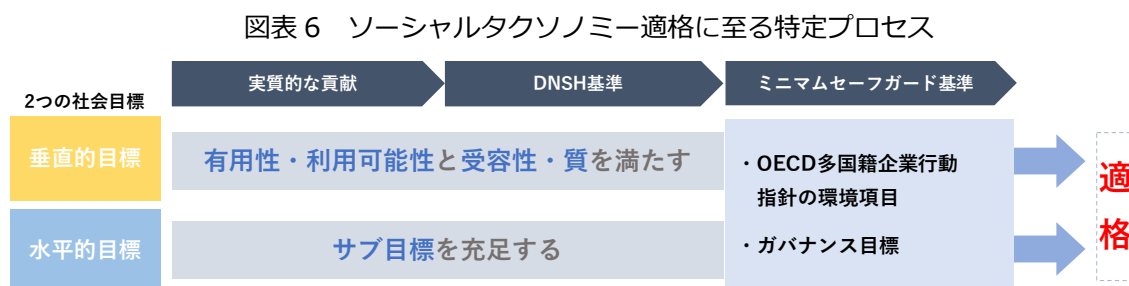 図表6 ソーシャルタクソノミー適格に至る特定プロセス
実質的な貢献
DNSH基準
ミニマムセーフガード基準
2つの社会目標
垂直的目標
有用性・利用可能性と受容性・質を満たす
・OECD多国籍企業行動
指針の環境項目
・ガバナンス目標
水平的目標
サブ目標を充足する
適
格